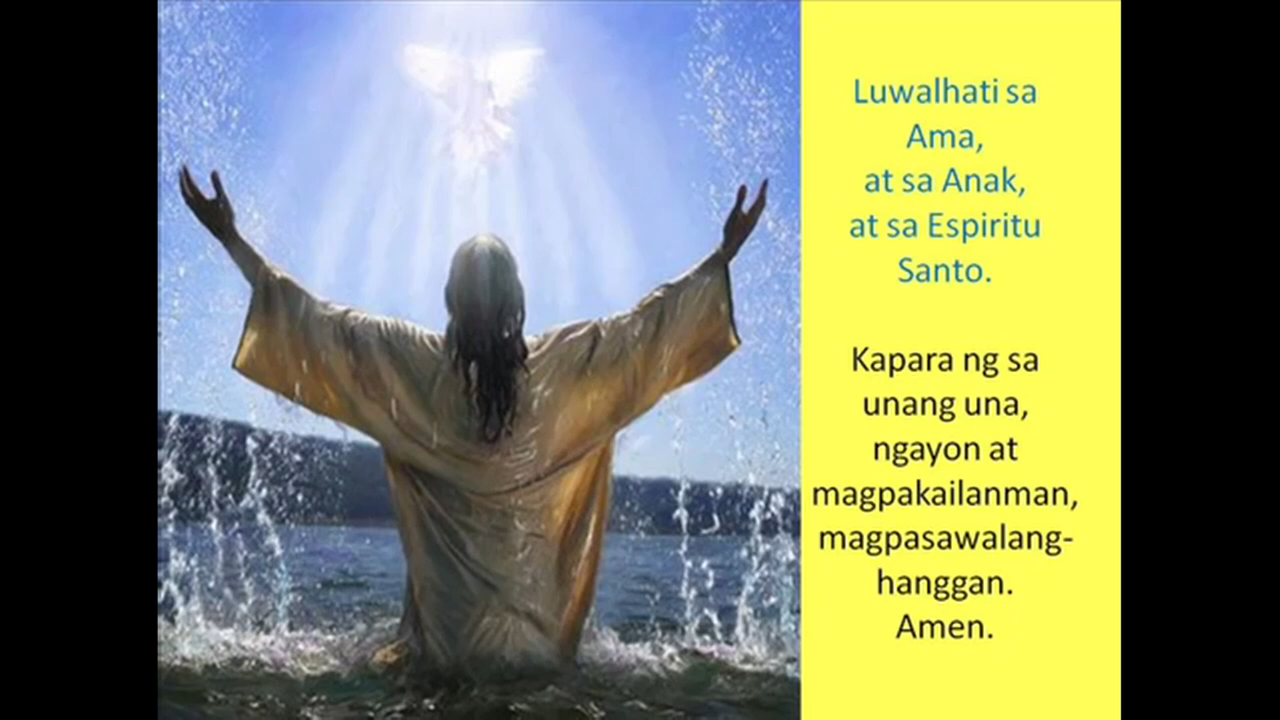 Luwalhati sa
Ama,
at sa Anak,
at sa Espiritu
Santo.
Kapara ng sa
unang una,
ngayon at
magpakailanman,
magpasawalang-
hanggan.
Amen.